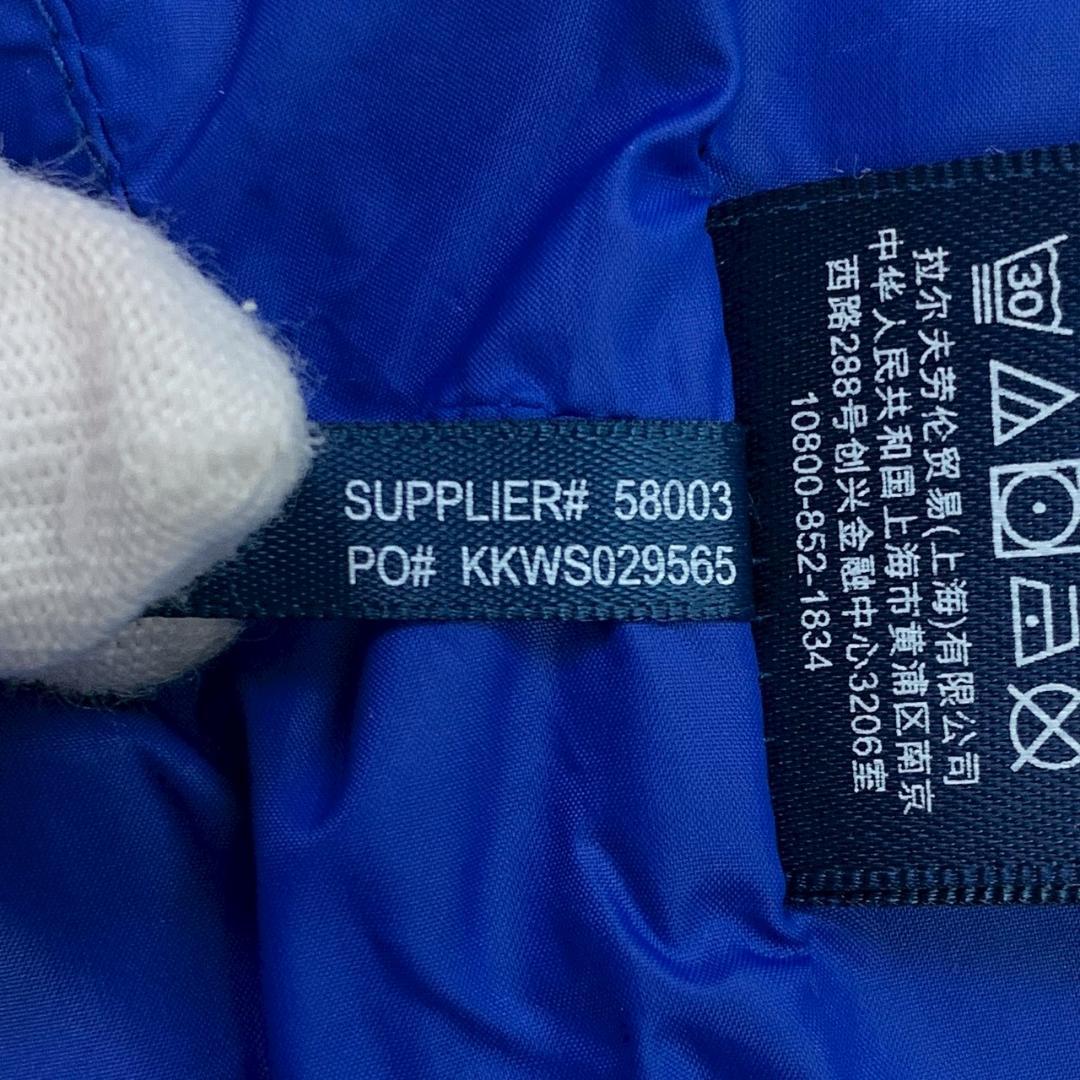 SUPPLIER# 58003
PO# KKWS029565
30
拉尔夫劳伦贸易(上海)有限公司
中华人民共和国上海市黄浦区南京
西路288号创兴金融中心3206室
10800-852-1834